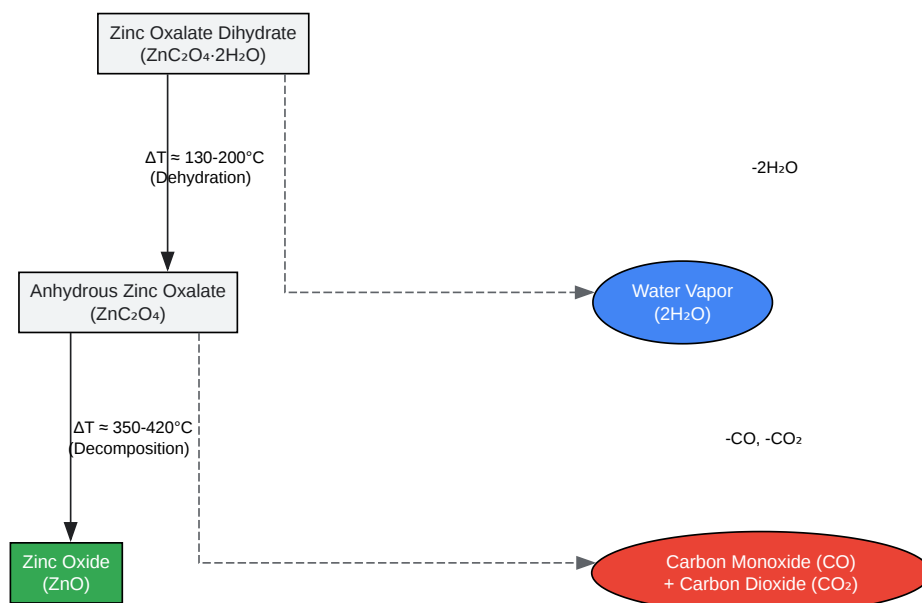 Zinc Oxalate Dihydrate
(ZnC₂O₄·2H₂O)
ΔT ≈ 130-200°C
(Dehydration)
-2H₂O
Anhydrous Zinc Oxalate
(ZnC₂O₄)
Water Vapor
(2H₂O)
ΔT ≈ 350-420°C
(Decomposition)
-CO, -CO₂
Zinc Oxide
(ZnO)
Carbon Monoxide (CO)
+ Carbon Dioxide (CO₂)